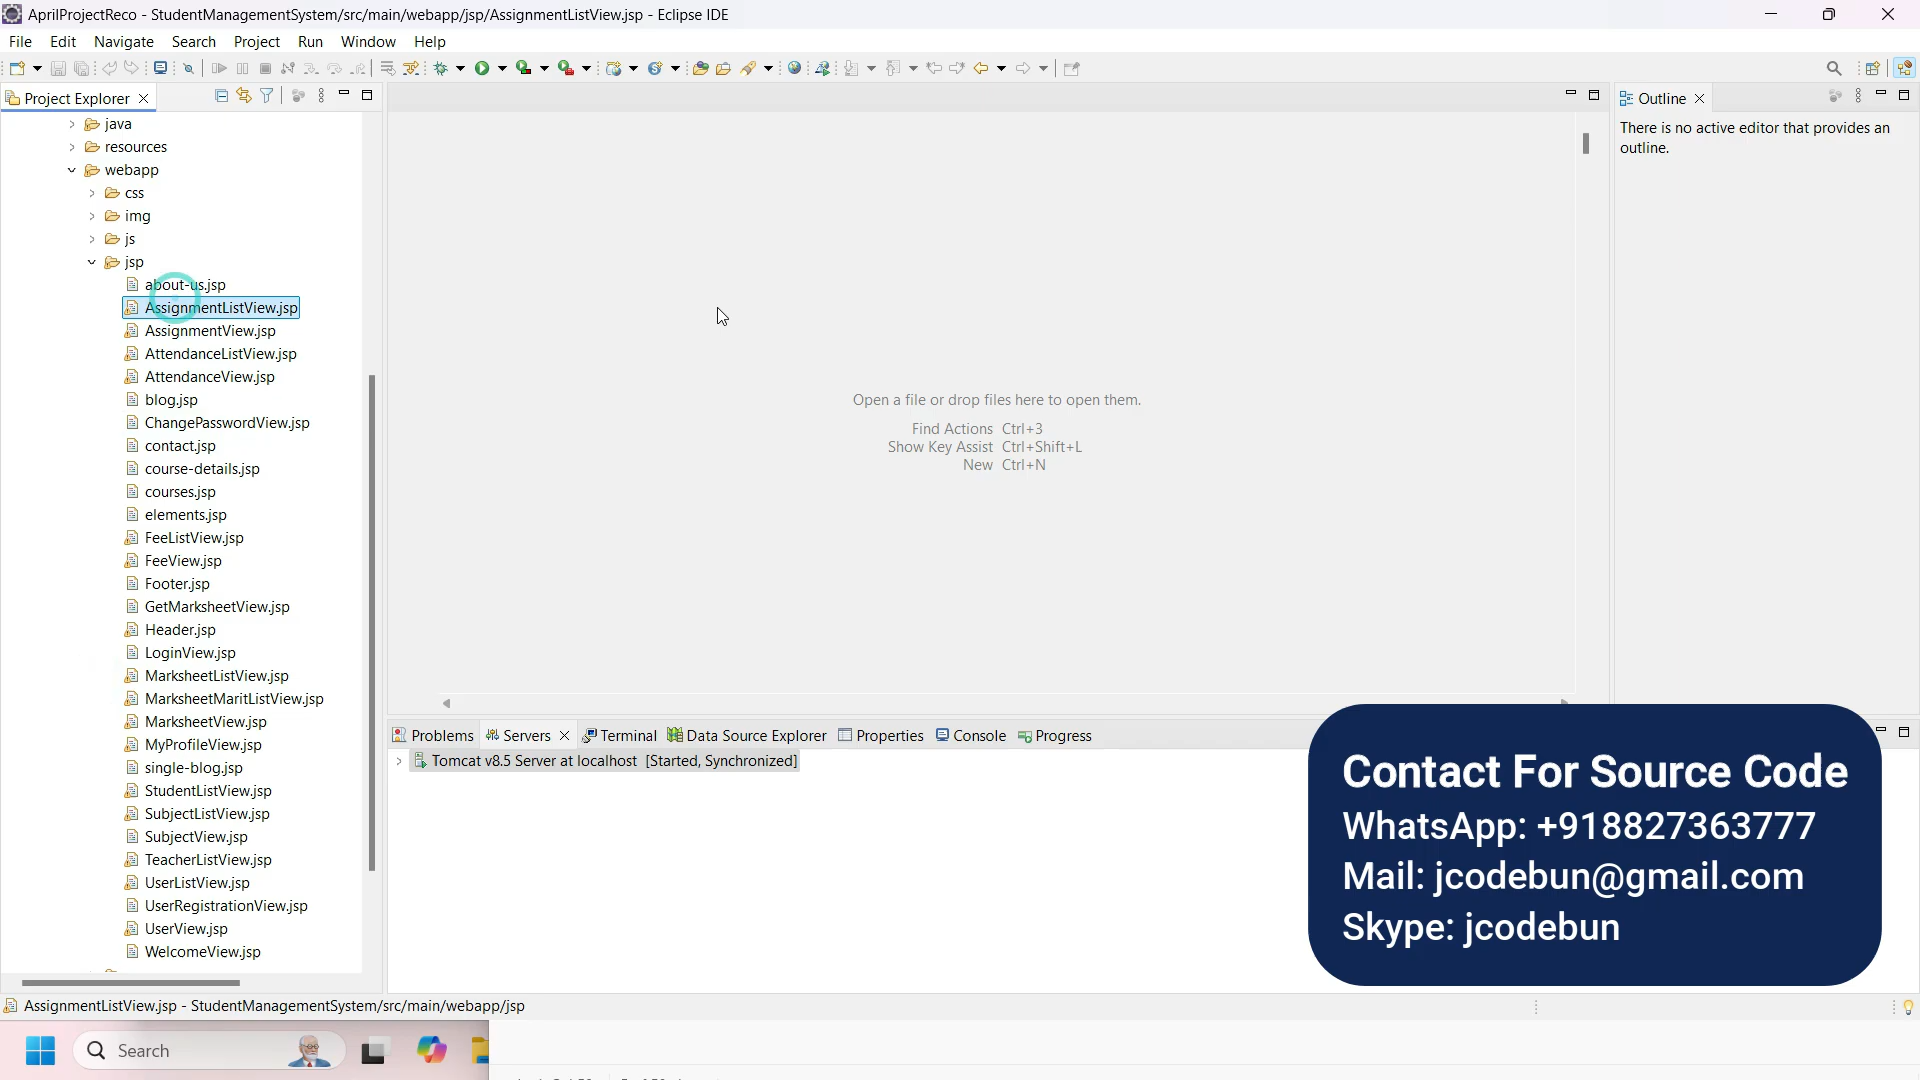 AprilProjectReco - StudentManagementSystem/src/main/webapp/jsp/AssignmentListView.jsp - Eclipse IDE
File Edit Navigate Search Project Run Window Help
Project Explorer
java
resources
webapp
css
img
js
jsp
about-us.jsp
AssignmentListView.jsp
AssignmentView.jsp
AttendanceListView.jsp
AttendanceView.jsp
blog.jsp
ChangePasswordView.jsp
contact.jsp
course-details.jsp
courses.jsp
elements.jsp
FeeListView.jsp
FeeView.jsp
Footer.jsp
GetMarksheetView.jsp
Header.jsp
LoginView.jsp
MarksheetListView.jsp
MarksheetMaritListView.jsp
MarksheetView.jsp
MyProfileView.jsp
single-blog.jsp
StudentListView.jsp
SubjectListView.jsp
SubjectView.jsp
TeacherListView.jsp
UserListView.jsp
UserRegistrationView.jsp
UserView.jsp
WelcomeView.jsp
Open a file or drop files here to open them.
Find Actions Ctrl+3
Show Key Assist Ctrl+Shift+L
New Ctrl+N
Outline
There is no active editor that provides an
outline.
Problems Servers Terminal Data Source Explorer Properties Console Progress
Tomcat v8.5 Server at localhost [Started, Synchronized]
Contact For Source Code
WhatsApp: +918827363777
Mail: jcodebun@gmail.com
Skype: jcodebun
AssignmentListView.jsp - StudentManagementSystem/src/main/webapp/jsp
Search